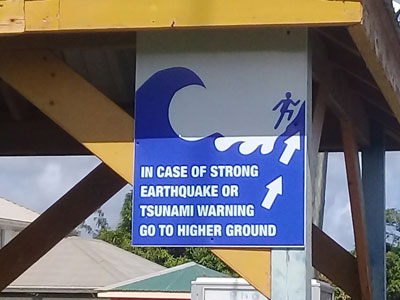 IN CASE OF STRONG
EARTHQUAKE OR
TSUNAMI WARNING
GO TO HIGHER GROUND